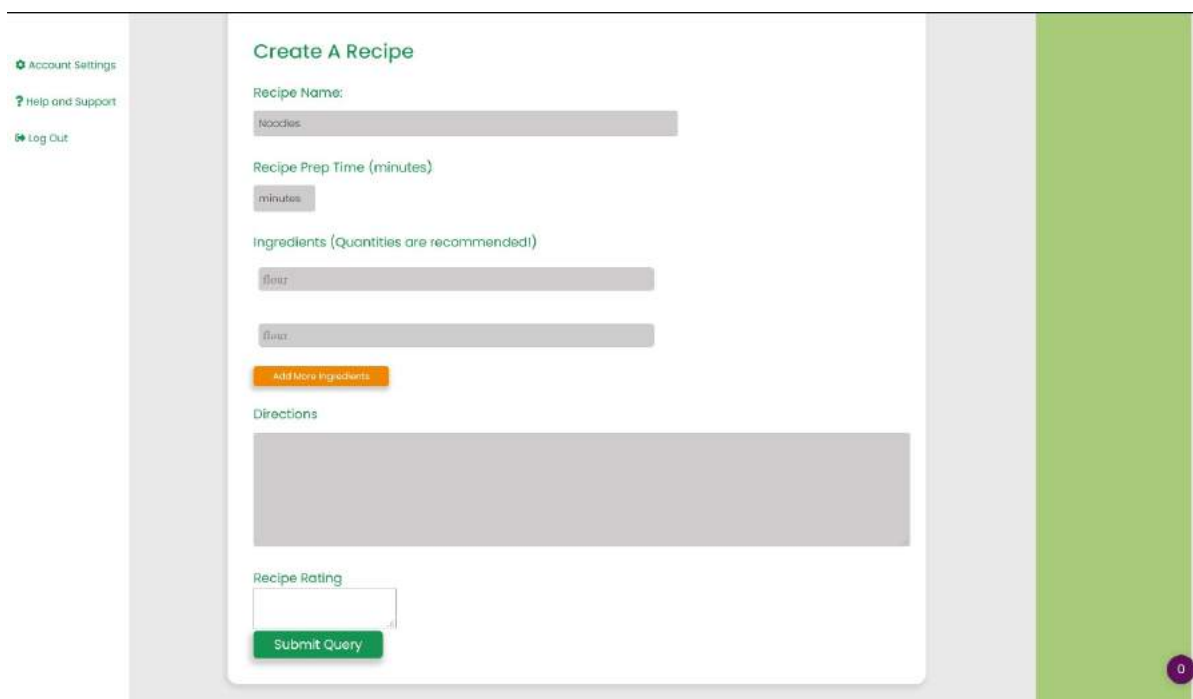 Create A Recipe
Account Settings
Recipe Name:
Help and Support
Noodles
Log Out
Recipe Prep Time (minutes)
minutes
Ingredients (Quantities are recommended!)
flour
flour
Add More Ingredients
Directions
Recipe Rating
Submit Query
0